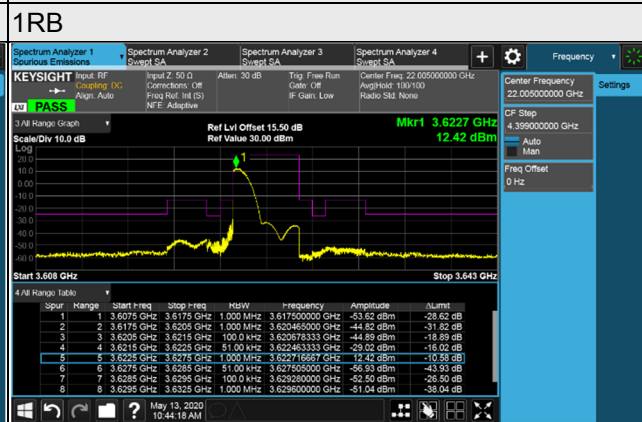 1RB
Spectrum Analyzer 1
Spurious Emissions
Spectrum Analyzer 2
Swept SA
Spectrum Analyzer 3
Swept SA
Spectrum Analyzer 4
Swept SA
+
Frequency
KEYSIGHT
Input: RF
Coupling: DC
Align: Auto
Input Z: 50 Ω
Corrections: Off
Freq Ref: Int (S)
NFE: Adaptive
Atten: 30 dB
Trig: Free Run
Gate: Off
IF Gain: Low
Center Freq: 22.005000000 GHz
Avg|Hold: 100/100
Radio Std: None
LXI
PASS
Center Frequency
22.005000000 GHz
Settings
CF Step
4.399000000 GHz
Auto
Man
Freq Offset
0 Hz
3 All Range Graph
Scale/Div 10.0 dB
Ref Lvl Offset 15.50 dB
Ref Value 30.00 dBm
Mkr1 3.6227 GHz
12.42 dBm
Log
20.0
10.0
0.00
-10.0
-20.0
-30.0
-40.0
-50.0
-60.0
1
Start 3.608 GHz
Stop 3.643 GHz
4 All Range Table
Spur Range Start Freq Stop Freq RBW Frequency Amplitude ΔLimit
1 1 3.6075 GHz 3.6175 GHz 1.000 MHz 3.617500000 GHz -53.62 dBm -28.62 dB
2 2 3.6175 GHz 3.6205 GHz 1.000 MHz 3.620465000 GHz -44.82 dBm -31.82 dB
3 3 3.6205 GHz 3.6215 GHz 100.0 kHz 3.620678333 GHz -44.89 dBm -18.89 dB
4 4 3.6215 GHz 3.6225 GHz 51.00 kHz 3.622463333 GHz -29.02 dBm -16.02 dB
5 5 3.6225 GHz 3.6275 GHz 1.000 MHz 3.622716667 GHz 12.42 dBm -10.58 dB
6 6 3.6275 GHz 3.6285 GHz 51.00 kHz 3.627505000 GHz -56.93 dBm -43.93 dB
7 7 3.6285 GHz 3.6295 GHz 100.0 kHz 3.629280000 GHz -52.50 dBm -26.50 dB
8 8 3.6295 GHz 3.6325 GHz 1.000 MHz 3.629600000 GHz -51.04 dBm -38.04 dB
?
May 13, 2020
10:44:18 AM